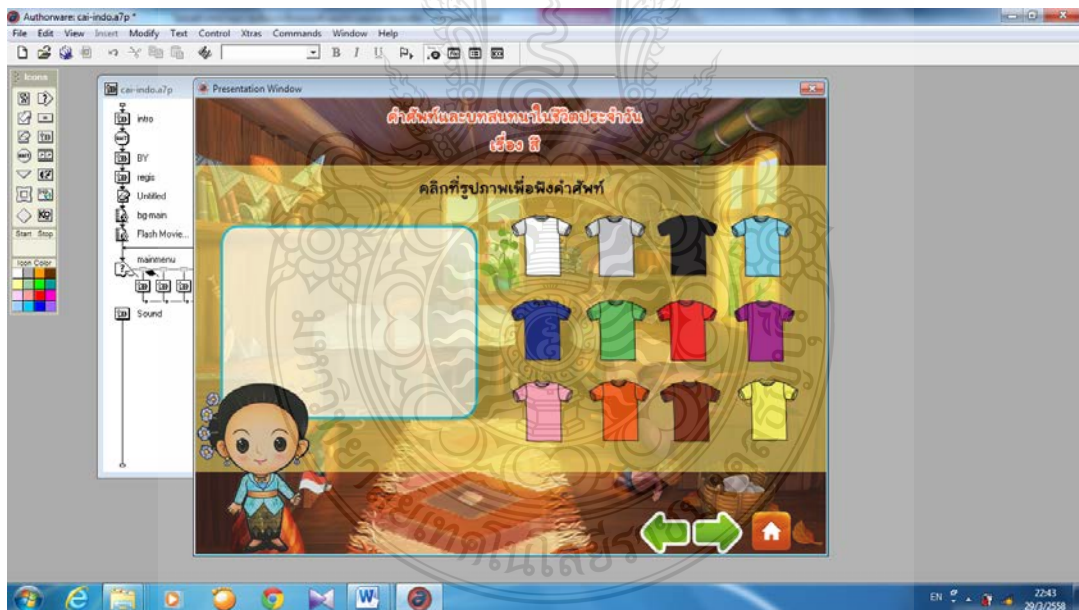 Authorware: cai-indo.a7p *
File Edit View Insert Modify Text Control Xtras Commands Window Help
B I U
Icons
cai-indo.a7p
Presentation Window
intro
BY
regis
Untitled
bg-main
Flash Movie...
mainmenu
Sound
Start Stop
Icon Color
คำศัพท์และบทสนทนาในชีวิตประจำวัน
เรื่อง สี
คลิกที่รูปภาพเพื่อฟังคำศัพท์
EN
22:43
29/3/2558